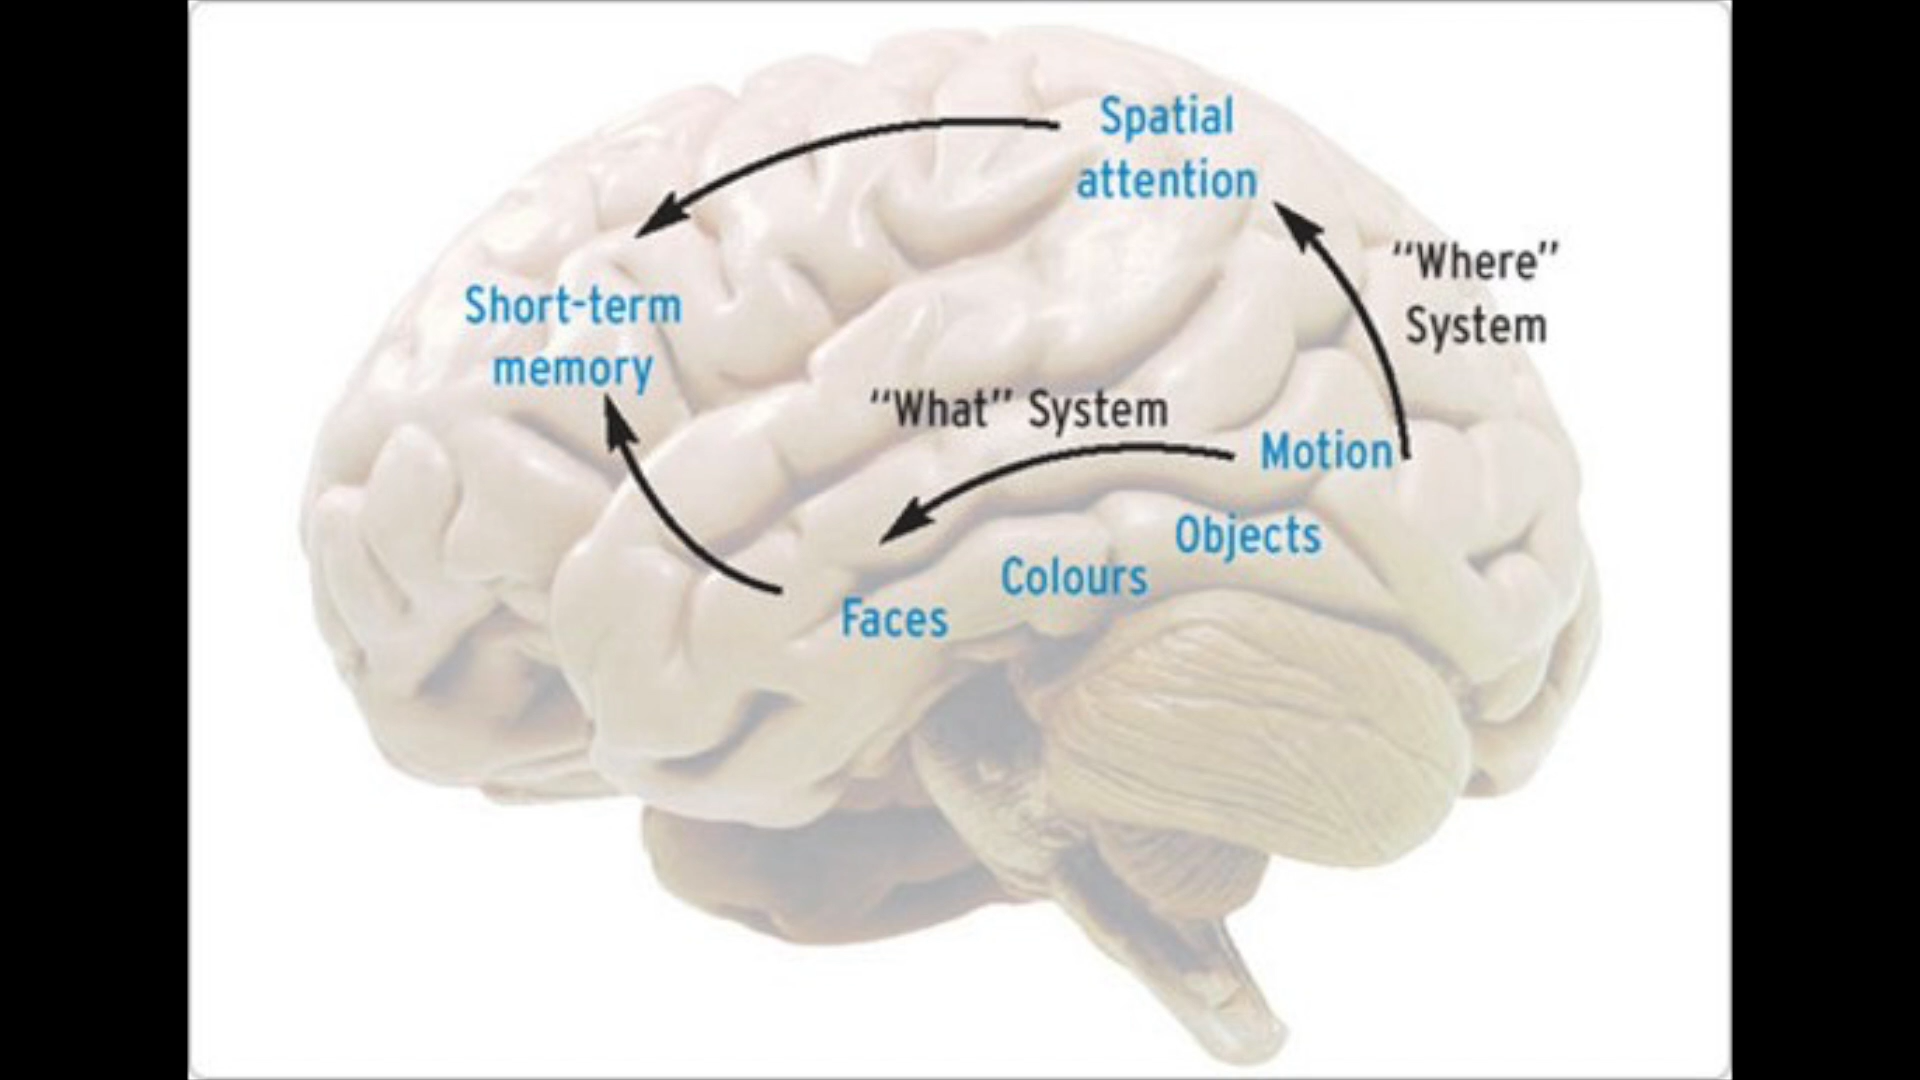 Spatial
attention
"Where"
System
Short-term
memory
"What" System
Motion
Objects
Colours
Faces